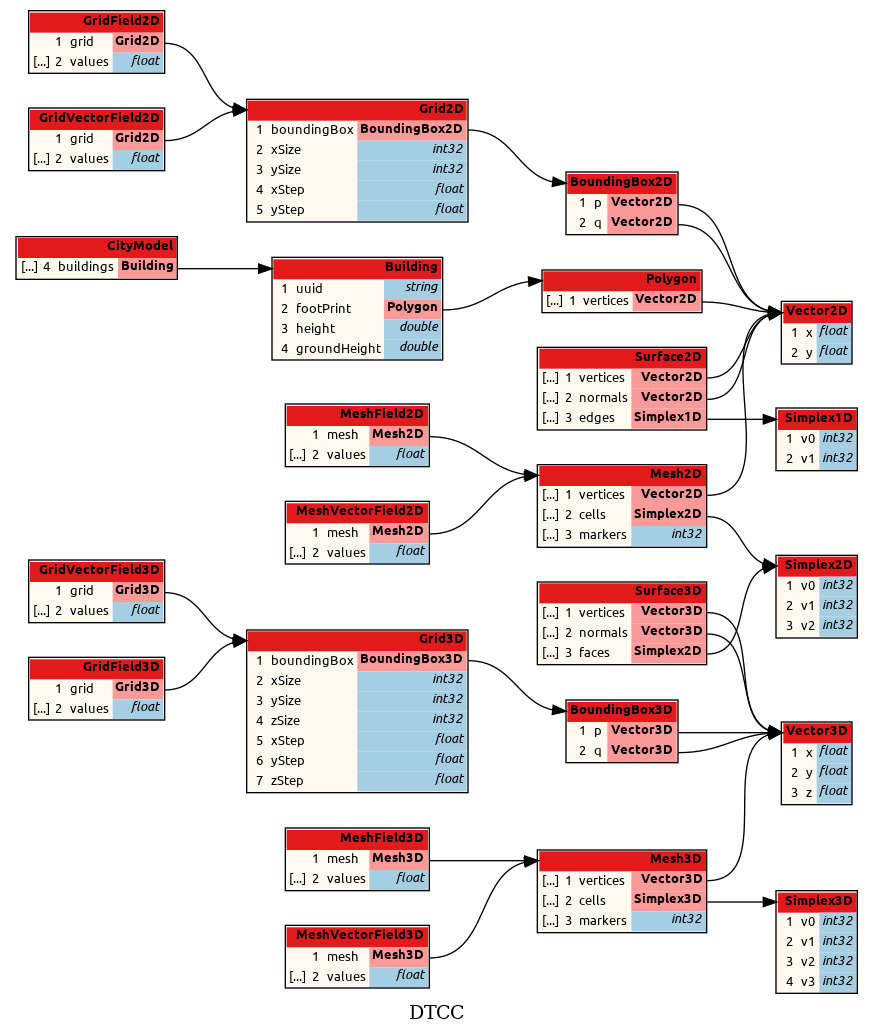 GridField2D
1 grid Grid2D
[...] 2 values float
GridVectorField2D
1 grid Grid2D
[...] 2 values float
Grid2D
1 boundingBox BoundingBox2D
2 xSize int32
3 ySize int32
4 xStep float
5 yStep float
BoundingBox2D
1 p Vector2D
2 q Vector2D
CityModel
[...] 4 buildings Building
Building
1 uuid string
2 footPrint Polygon
3 height double
4 groundHeight double
Polygon
[...] 1 vertices Vector2D
Vector2D
1 x float
2 y float
Surface2D
[...] 1 vertices Vector2D
[...] 2 normals Vector2D
[...] 3 edges Simplex1D
Simplex1D
1 v0 int32
2 v1 int32
MeshField2D
1 mesh Mesh2D
[...] 2 values float
MeshVectorField2D
1 mesh Mesh2D
[...] 2 values float
Mesh2D
[...] 1 vertices Vector2D
[...] 2 cells Simplex2D
[...] 3 markers int32
Simplex2D
1 v0 int32
2 v1 int32
3 v2 int32
GridVectorField3D
1 grid Grid3D
[...] 2 values float
GridField3D
1 grid Grid3D
[...] 2 values float
Grid3D
1 boundingBox BoundingBox3D
2 xSize int32
3 ySize int32
4 zSize int32
5 xStep float
6 yStep float
7 zStep float
Surface3D
[...] 1 vertices Vector3D
[...] 2 normals Vector3D
[...] 3 faces Simplex2D
BoundingBox3D
1 p Vector3D
2 q Vector3D
Vector3D
1 x float
2 y float
3 z float
MeshField3D
1 mesh Mesh3D
[...] 2 values float
MeshVectorField3D
1 mesh Mesh3D
[...] 2 values float
Mesh3D
[...] 1 vertices Vector3D
[...] 2 cells Simplex3D
[...] 3 markers int32
Simplex3D
1 v0 int32
2 v1 int32
3 v2 int32
4 v3 int32
DTCC